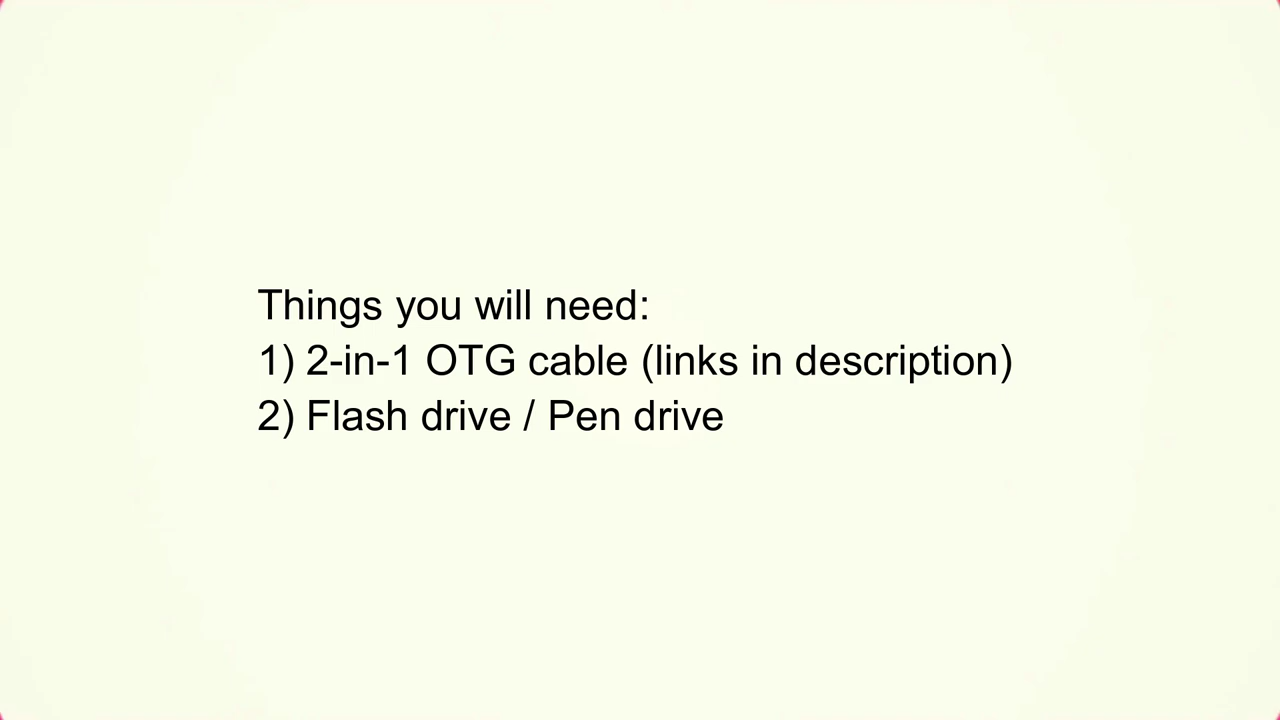 Things you will need:
1) 2-in-1 OTG cable (links in description)
2) Flash drive / Pen drive